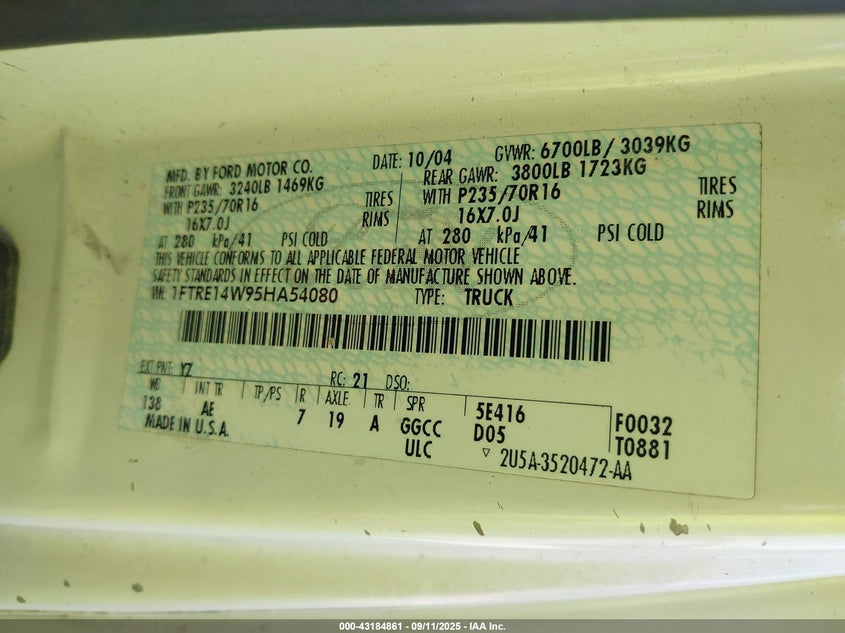 MFD. BY FORD MOTOR CO.
DATE: 10/04 GVWR: 6700LB/ 3039KG
FRONT GAWR: 3240LB 1469KG
REAR GAWR: 3800LB 1723KG
WITH P235/70R16 TIRES
WITH P235/70R16 TIRES
16X7.0J RIMS
16X7.0J RIMS
AT 280 kPa/41 PSI COLD
AT 280 kPa/41 PSI COLD
THIS VEHICLE CONFORMS TO ALL APPLICABLE FEDERAL MOTOR VEHICLE
SAFETY STANDARDS IN EFFECT ON THE DATE OF MANUFACTURE SHOWN ABOVE.
VIN: 1FTRE14W95HA54080 TYPE: TRUCK
EXT PNT: YZ RC: 21 DSO:
WB INT TR TP/PS R AXLE TR SPR
138 AE 7 19 A GGCC
ULC
5E416
D05
F0032
T0881
MADE IN U.S.A.
▽ 2U5A-3520472-AA
000-43184861 - 09/11/2025 - IAA Inc.